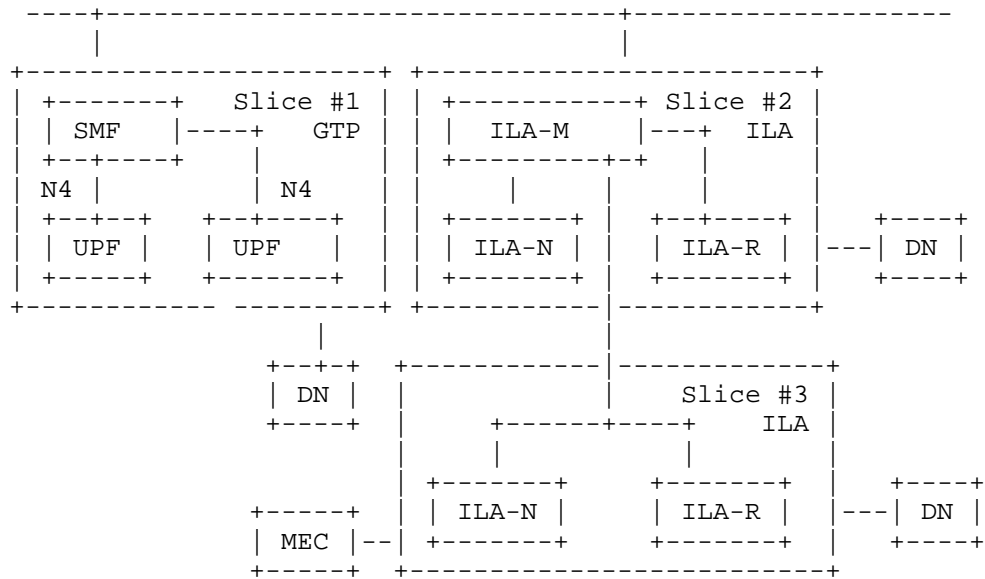 Slice #1 Slice #2
SMF GTP ILA-M ILA
N4 N4
UPF UPF ILA-N ILA-R DN
DN Slice #3
ILA
ILA-N ILA-R DN
MEC